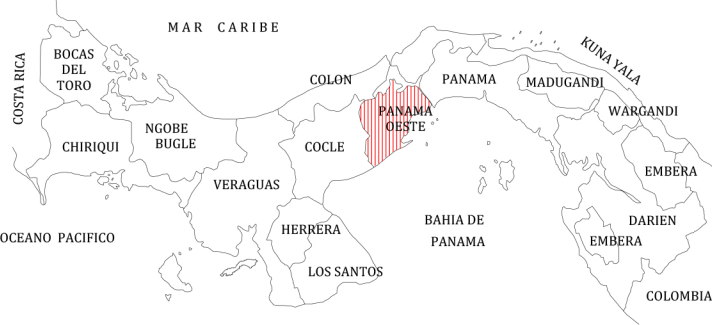 MAR CARIBE
KUNA YALA
COSTA RICA
BOCAS
DEL
TORO
COLON
PANAMA
MADUGANDI
WARGANDI
PANAMA
OESTE
NGOBE
BUGLE
CHIRIQUI
COCLE
EMBERA
VERAGUAS
BAHIA DE
PANAMA
DARIEN
HERRERA
EMBERA
OCEANO PACIFICO
LOS SANTOS
COLOMBIA